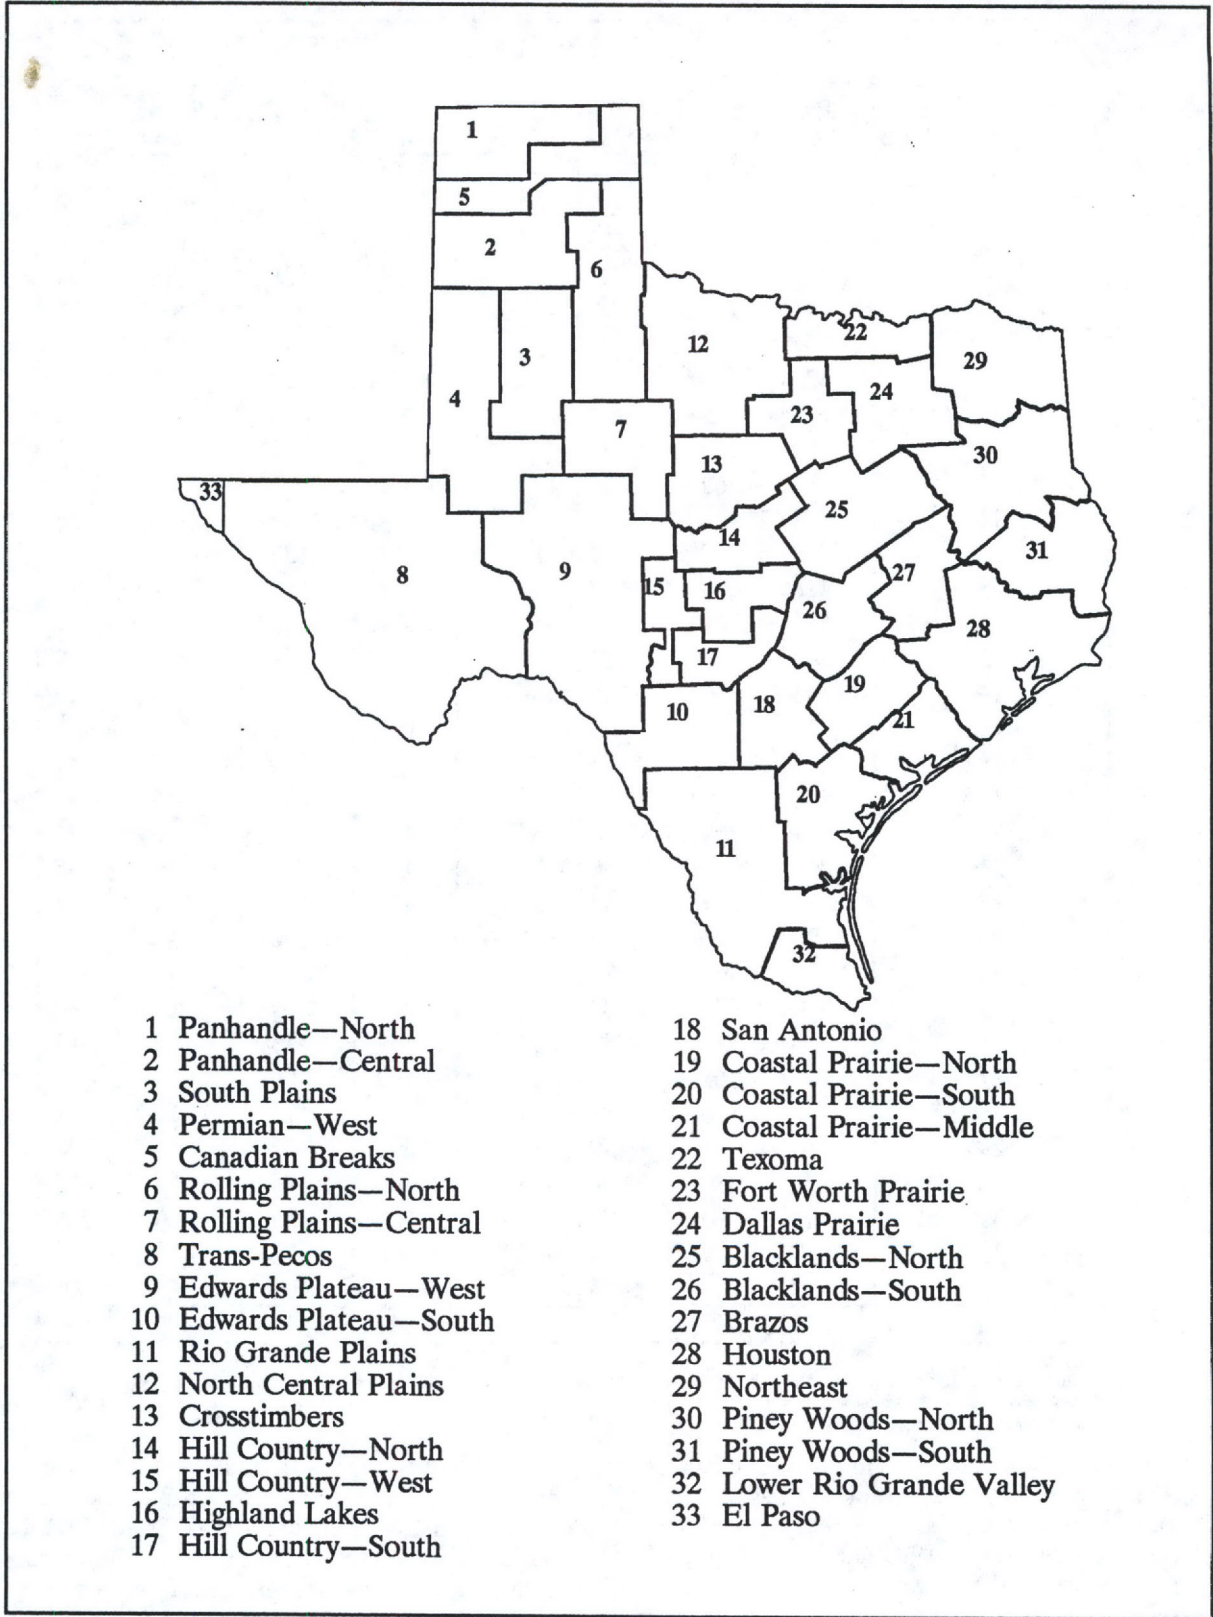 1
5
2
6
12
22
29
3
24
4
23
7
30
13
33
25
14
31
8
9
27
15
16
26
28
17
19
10
18
21
20
11
32
1 Panhandle—North
2 Panhandle—Central
3 South Plains
4 Permian—West
5 Canadian Breaks
6 Rolling Plains—North
7 Rolling Plains—Central
8 Trans-Pecos
9 Edwards Plateau—West
10 Edwards Plateau—South
11 Rio Grande Plains
12 North Central Plains
13 Crosstimbers
14 Hill Country—North
15 Hill Country—West
16 Highland Lakes
17 Hill Country—South
18 San Antonio
19 Coastal Prairie—North
20 Coastal Prairie—South
21 Coastal Prairie—Middle
22 Texoma
23 Fort Worth Prairie
24 Dallas Prairie
25 Blacklands—North
26 Blacklands—South
27 Brazos
28 Houston
29 Northeast
30 Piney Woods—North
31 Piney Woods—South
32 Lower Rio Grande Valley
33 El Paso